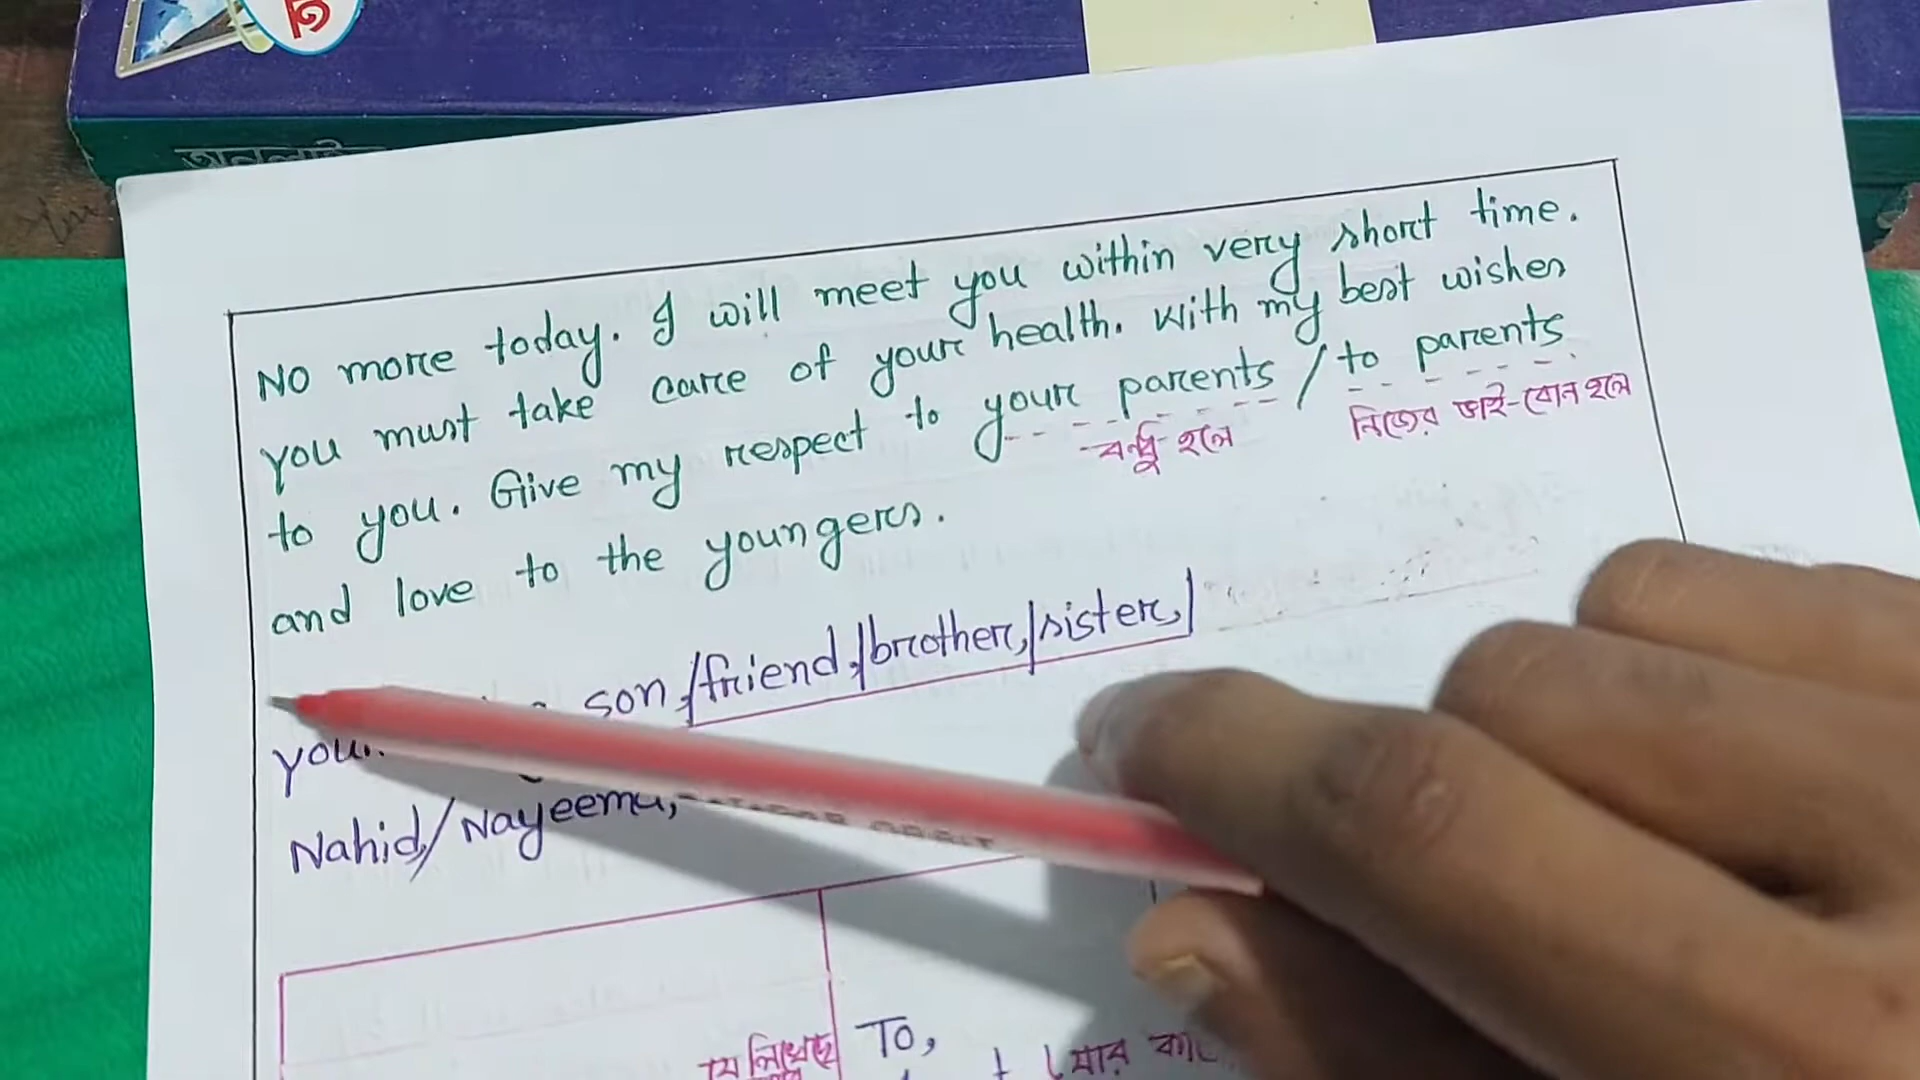 No more today. I will meet you within very short time.
you must take care of your health. With my best wishes
to you. Give my respect to your parents / to parents
বন্ধু হলে নিজের ভাই-বোন হলে
and love to the youngers.
son,/friend,/brother,/sister,/
Nahid/Nayeema,
To,